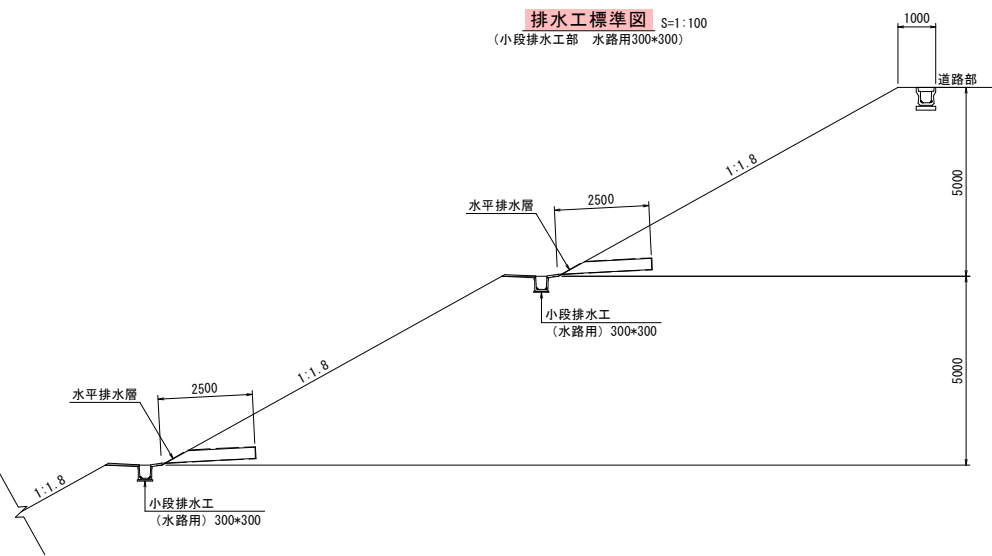 排水工標準図 S=1:100
(小段排水工部 水路用300*300)
1000
道路部
1:1.8
5000
2500
水平排水層
小段排水工
(水路用) 300*300
1:1.8
5000
2500
水平排水層
1:1.8
小段排水工
(水路用) 300*300